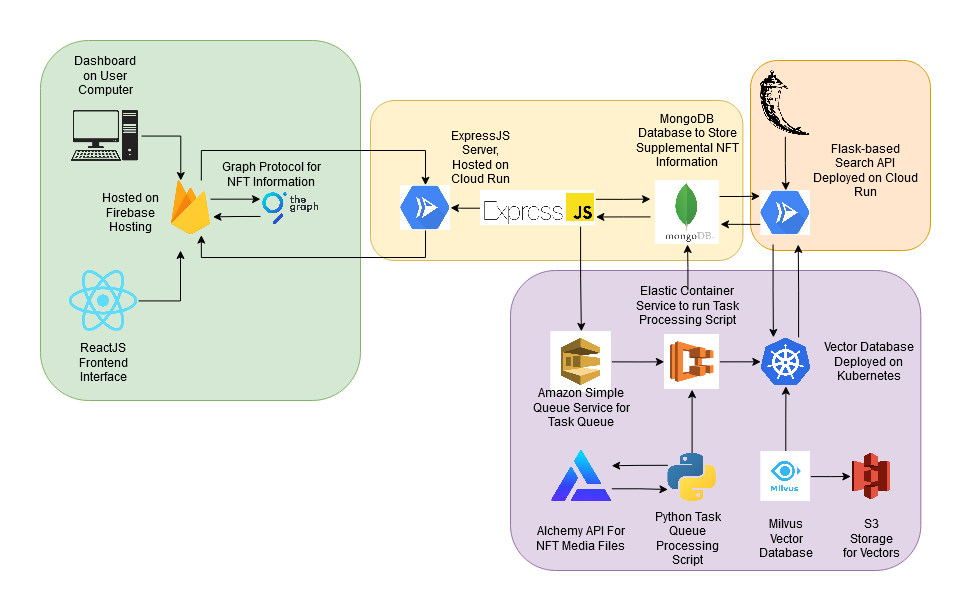 Dashboard
on User
Computer
Hosted on
Firebase
Hosting
Graph Protocol for
NFT Information
the
graph
ReactJS
Frontend
Interface
ExpressJS
Server,
Hosted on
Cloud Run
Express
JS
MongoDB
Database to Store
Supplemental NFT
Information
mongoDB.
Flask-based
Search API
Deployed on Cloud
Run
Elastic Container
Service to run Task
Processing Script
Vector Database
Deployed on
Kubernetes
Amazon Simple
Queue Service for
Task Queue
Alchemy API For
NFT Media Files
Python Task
Queue
Processing
Script
Milvus
Milvus
Vector
Database
S3
Storage
for Vectors